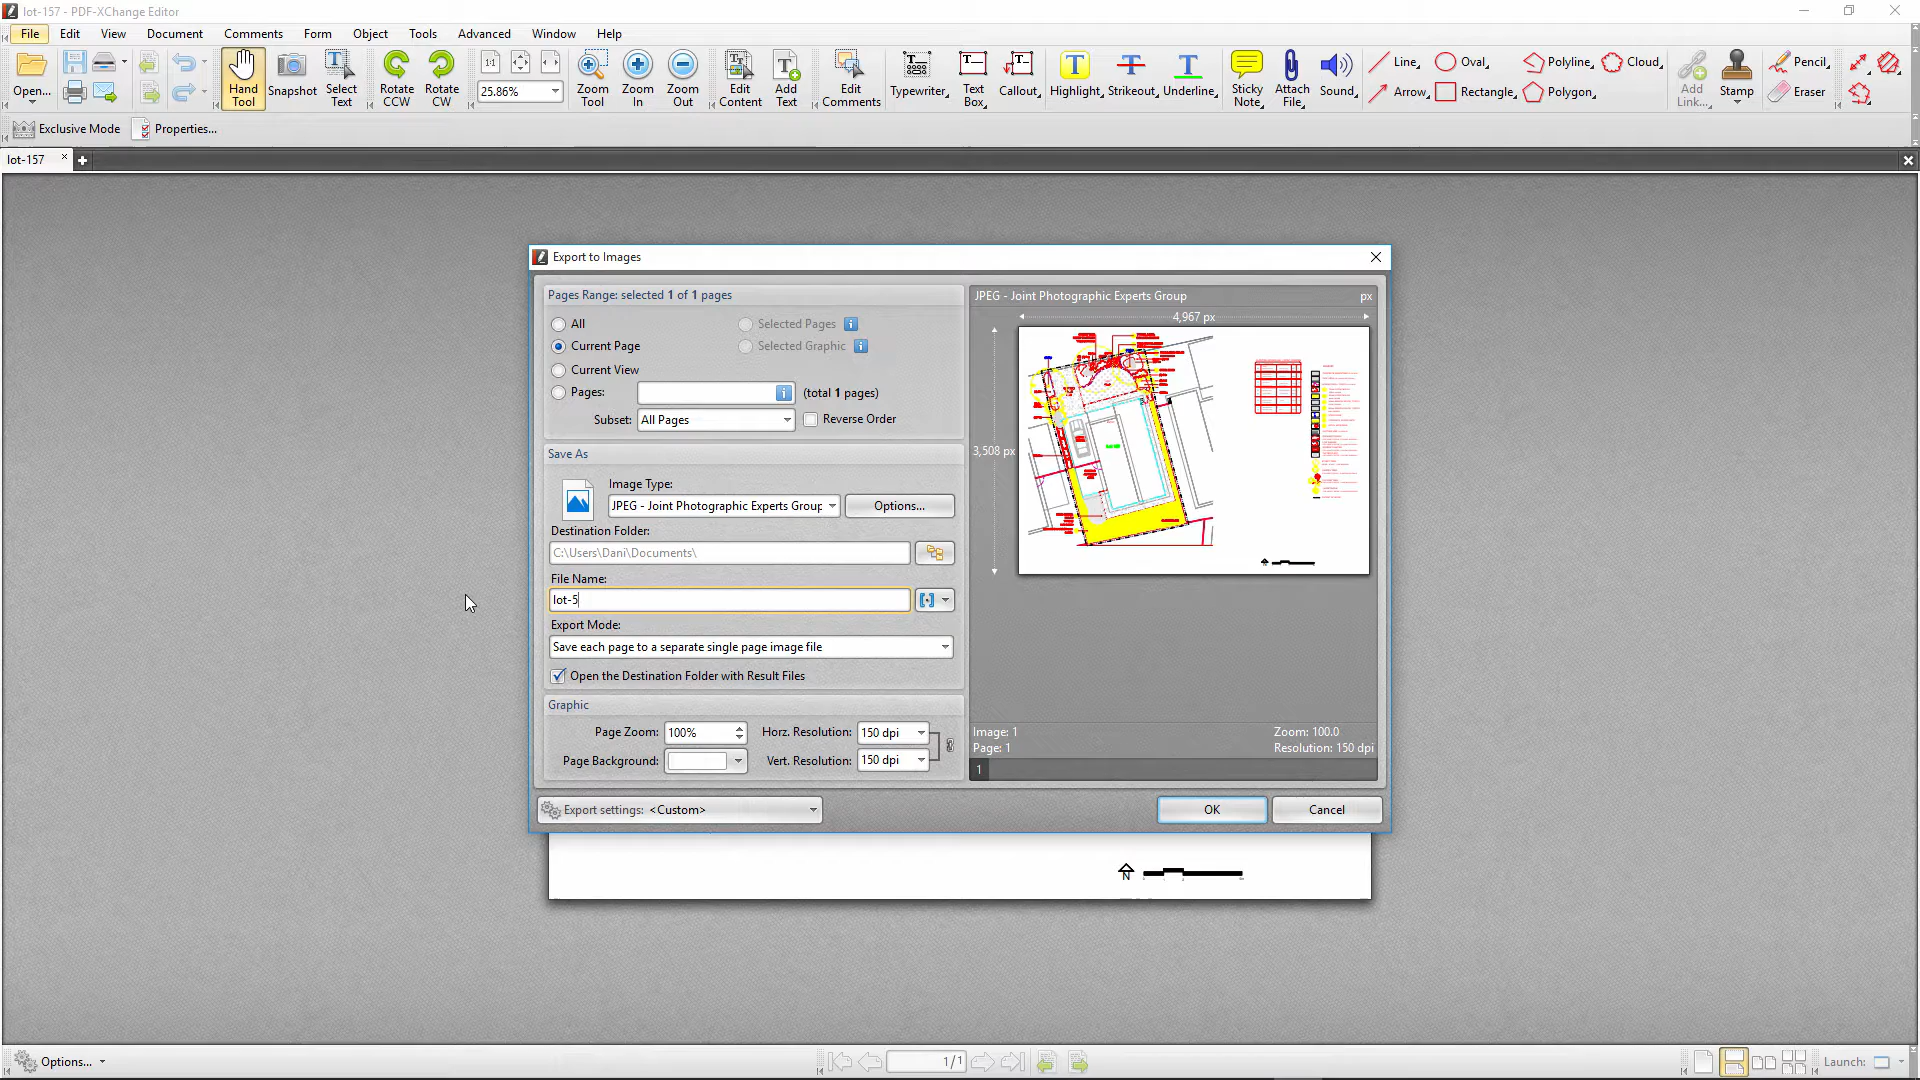 lot-157 - PDF-XChange Editor
File Edit View Document Comments Form Object Tools Advanced Window Help
Open... Hand Tool Snapshot Select Text Rotate CCW Rotate CW 1:1 25.86% Zoom Tool Zoom In Zoom Out Edit Content Add Text Edit Comments Typewriter Text Box Callout Highlight Strikeout Underline Sticky Note Attach File Sound Line Arrow Oval Rectangle Polyline Polygon Cloud Add Link... Stamp Pencil Eraser
Exclusive Mode Properties...
lot-157
Export to Images
Pages Range: selected 1 of 1 pages
All Selected Pages
Current Page Selected Graphic
Current View
Pages: (total 1 pages)
Subset: All Pages Reverse Order
Save As
Image Type:
JPEG - Joint Photographic Experts Group Options...
Destination Folder:
C:\Users\Dani\Documents\
File Name:
lot-5
Export Mode:
Save each page to a separate single page image file
Open the Destination Folder with Result Files
Graphic
Page Zoom: 100% Horz. Resolution: 150 dpi
Page Background: Vert. Resolution: 150 dpi
JPEG - Joint Photographic Experts Group px
4,967 px
3,508 px
Image: 1 Zoom: 100.0
Page: 1 Resolution: 150 dpi
1
Export settings: <Custom> OK Cancel
N
Options... 1/1 Launch: